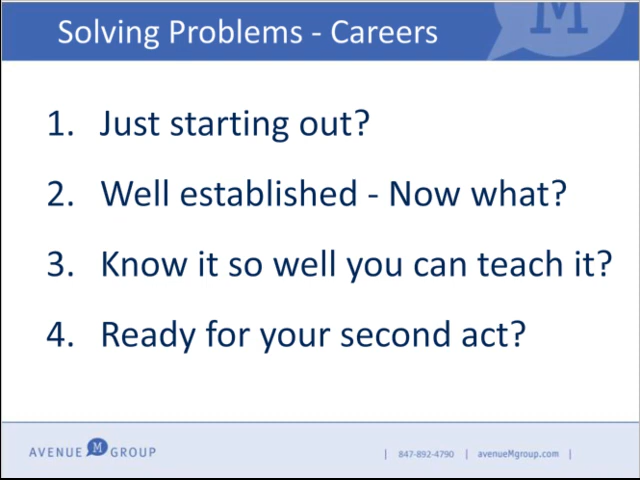 Solving Problems - Careers
M
1. Just starting out?
2. Well established - Now what?
3. Know it so well you can teach it?
4. Ready for your second act?
AVENUE M GROUP
| 847-892-4790 | avenueMgroup.com |